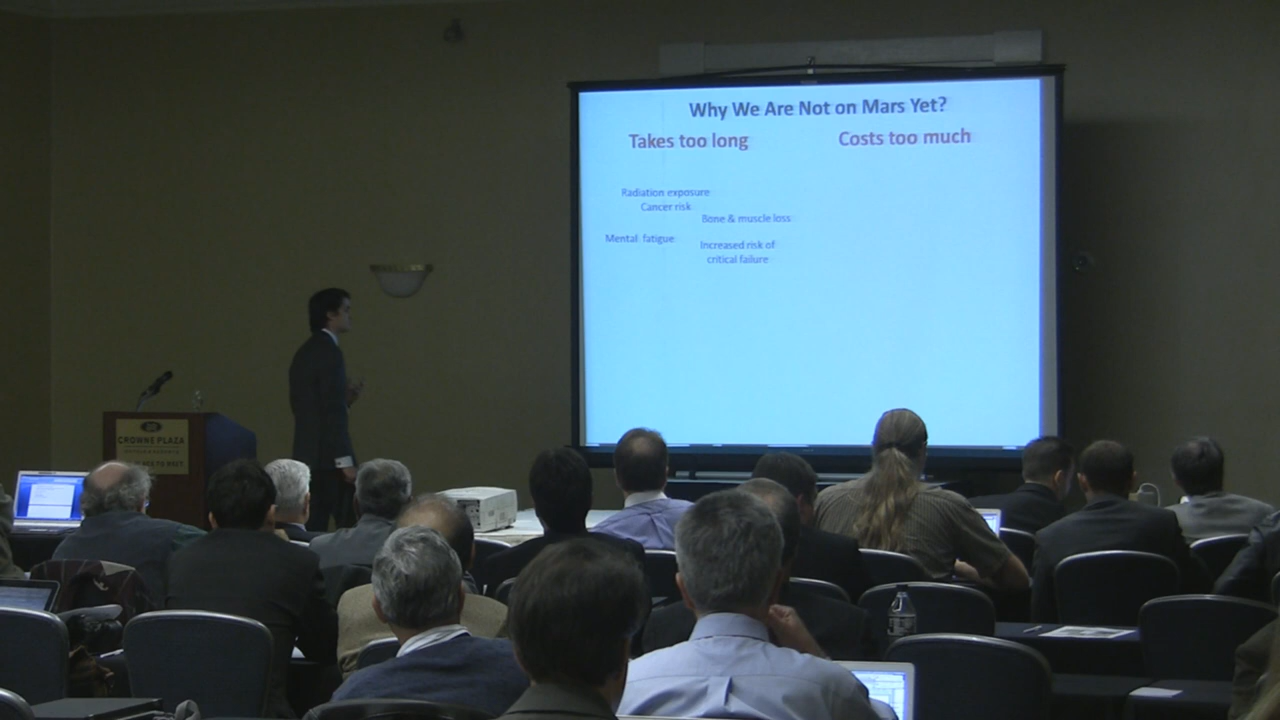 Why We Are Not on Mars Yet?
Takes too long
Costs too much
Radiation exposure
Cancer risk
Bone & muscle loss
Mental fatigue
Increased risk of
critical failure
CROWNE PLAZA